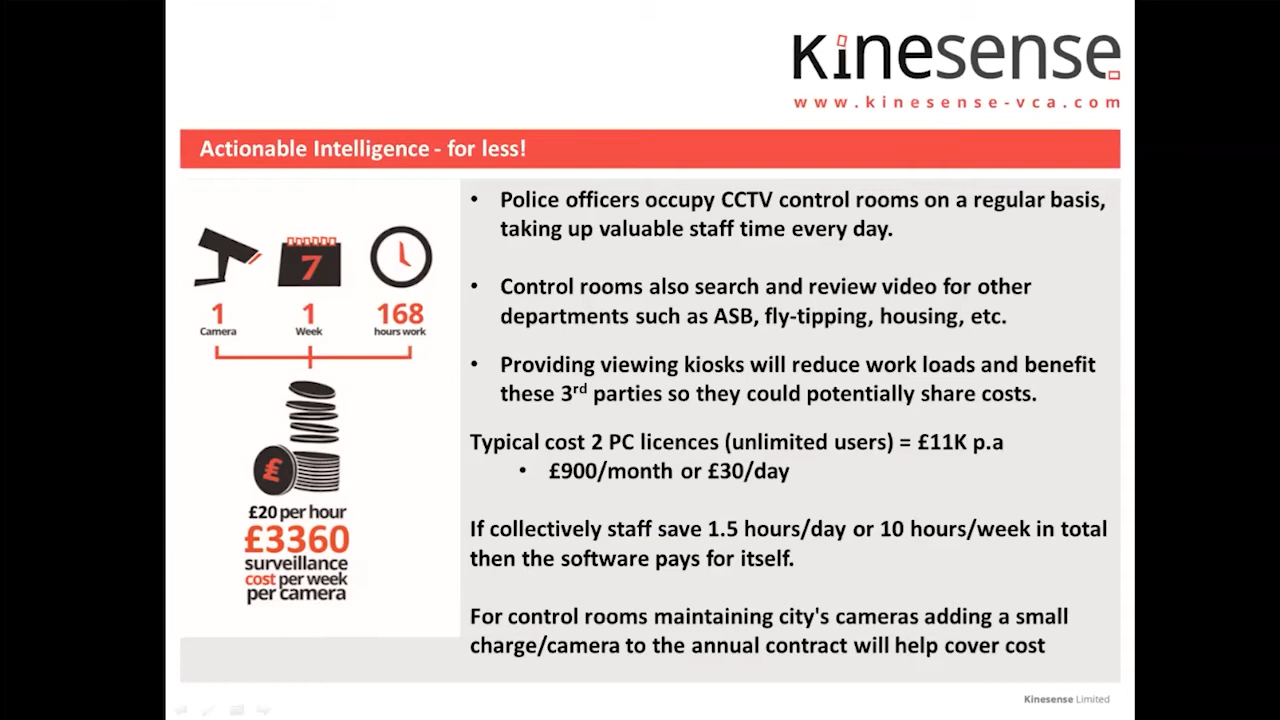 Kinesense
www.kinesense-vca.com
Actionable Intelligence - for less!
7
1
Camera
1
Week
168
hours work
£
£20 per hour
£3360
surveillance
cost per week
per camera
• Police officers occupy CCTV control rooms on a regular basis,
taking up valuable staff time every day.
• Control rooms also search and review video for other
departments such as ASB, fly-tipping, housing, etc.
• Providing viewing kiosks will reduce work loads and benefit
these 3rd parties so they could potentially share costs.
Typical cost 2 PC licences (unlimited users) = £11K p.a
• £900/month or £30/day
If collectively staff save 1.5 hours/day or 10 hours/week in total
then the software pays for itself.
For control rooms maintaining city's cameras adding a small
charge/camera to the annual contract will help cover cost
Kinesense Limited